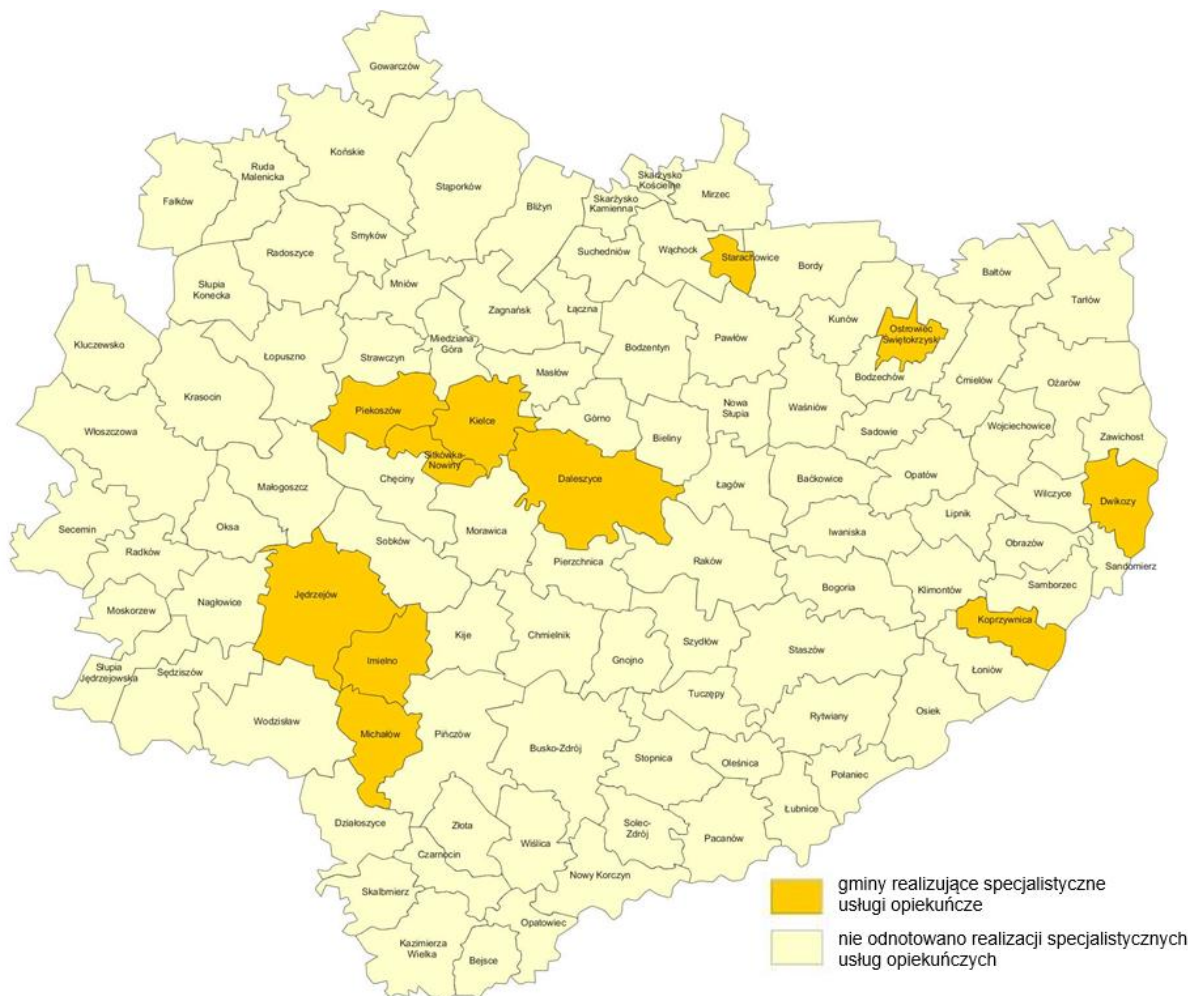 Gowarczów
Końskie
Ruda
Malenicka
Fałków
Stąporków
Bliżyn
Skarżysko
Kościelne
Mirzec
Skarżysko
Kamienna
Smyków
Radoszyce
Suchedniów
Wąchock
Starachowice
Bordy
Bałtów
Tarłów
Słupia
Konecka
Mniów
Zagnańsk
Łączna
Kunów
Ostrowiec
Świętokrzyski
Kluczewsko
Łopuszno
Strawczyn
Miedziana
Góra
Bodzentyn
Pawłów
Masłów
Bodzechów
Ćmielów
Ożarów
Krasocin
Piekoszów
Kielce
Górno
Nowa
Słupia
Waśniów
Sadowie
Wojciechowice
Zawichost
Włoszczowa
Sitkówka-
Nowiny
Bieliny
Małogoszcz
Chęciny
Daleszyce
Łagów
Baćkowice
Opatów
Wilczyce
Dwikozy
Secemin
Oksa
Sobków
Morawica
Lipnik
Iwaniska
Obrazów
Radków
Pierzchnica
Raków
Sandomierz
Jędrzejów
Bogoria
Klimontów
Samborzec
Moskorzew
Nagłowice
Koprzywnica
Kije
Chmielnik
Szydłów
Staszów
Imielno
Gnojno
Słupia
Jędrzejowska
Sędziszów
Łoniów
Tuczępy
Wodzisław
Michałów
Pińczów
Rytwiany
Osiek
Busko-Zdrój
Stopnica
Oleśnica
Połaniec
Łubnice
Działoszyce
Złota
Solec-
Zdrój
Pacanów
Wiślica
Czarnocin
Nowy Korczyn
Skalbmierz
Opatowiec
Kazimierza
Wielka
Bejsce
gminy realizujące specjalistyczne
usługi opiekuńcze
nie odnotowano realizacji specjalistycznych
usług opiekuńczych